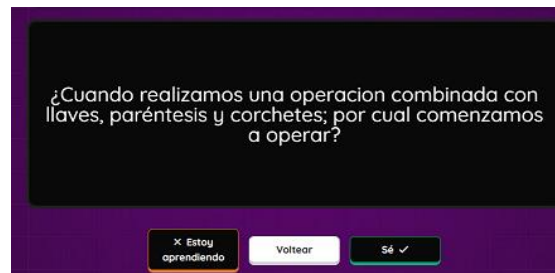 ¿Cuando realizamos una operacion combinada con
llaves, paréntesis y corchetes; por cual comenzamos
a operar?
✕ Estoy
aprendiendo
Voltear
Sé ✓